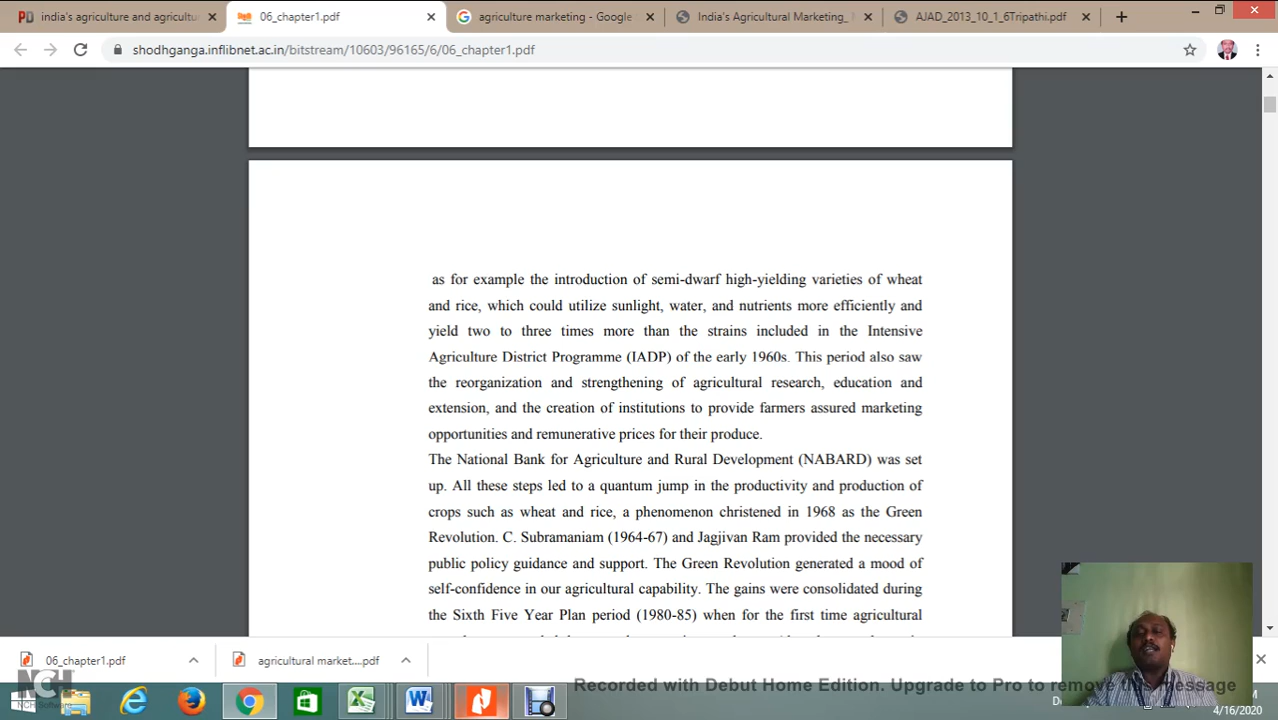 india's agriculture and agricultu
06_chapter1.pdf
agriculture marketing - Google
India's Agricultural Marketing_
AJAD_2013_10_1_6Tripathi.pdf
shodhganga.inflibnet.ac.in/bitstream/10603/96165/6/06_chapter1.pdf
as for example the introduction of semi-dwarf high-yielding varieties of wheat
and rice, which could utilize sunlight, water, and nutrients more efficiently and
yield two to three times more than the strains included in the Intensive
Agriculture District Programme (IADP) of the early 1960s. This period also saw
the reorganization and strengthening of agricultural research, education and
extension, and the creation of institutions to provide farmers assured marketing
opportunities and remunerative prices for their produce.
The National Bank for Agriculture and Rural Development (NABARD) was set
up. All these steps led to a quantum jump in the productivity and production of
crops such as wheat and rice, a phenomenon christened in 1968 as the Green
Revolution. C. Subramaniam (1964-67) and Jagjivan Ram provided the necessary
public policy guidance and support. The Green Revolution generated a mood of
self-confidence in our agricultural capability. The gains were consolidated during
the Sixth Five Year Plan period (1980-85) when for the first time agricultural
06_chapter1.pdf
agricultural market....pdf
NCH
NCH Software
Recorded with Debut Home Edition. Upgrade to Pro to remove this message
4/16/2020